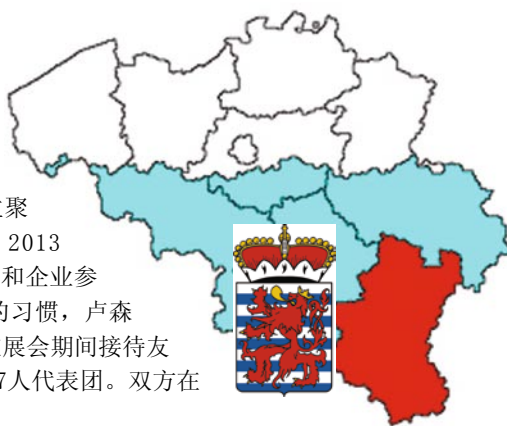 聚
2013
和企业参
的习惯，卢森
展会期间接待友
7人代表团。双方在